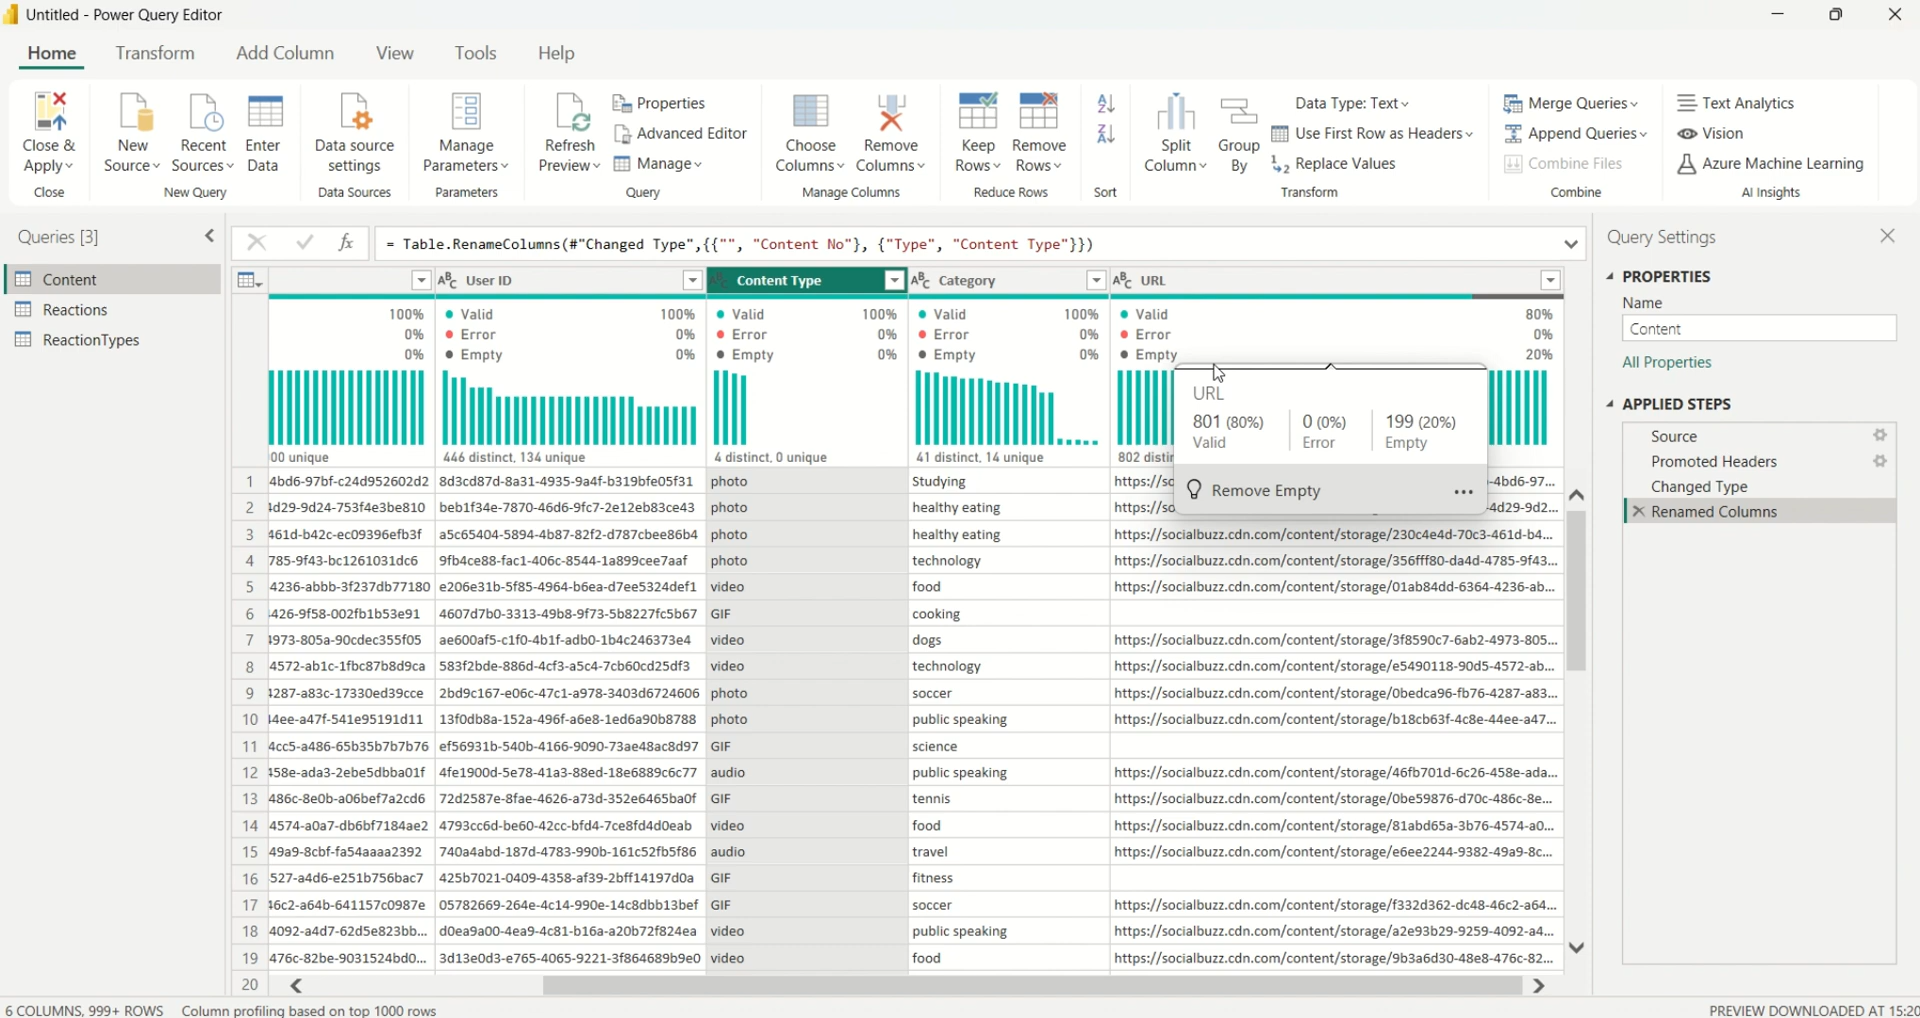 Untitled - Power Query Editor
Home Transform Add Column View Tools Help
Close & Apply
Close
New Source
Recent Sources
Enter Data
New Query
Data source settings
Data Sources
Manage Parameters
Parameters
Refresh Preview
Properties
Advanced Editor
Manage
Query
Choose Columns
Remove Columns
Manage Columns
Keep Rows
Remove Rows
Reduce Rows
Sort
Split Column
Group By
Data Type: Text
Use First Row as Headers
Replace Values
Transform
Merge Queries
Append Queries
Combine Files
Combine
Text Analytics
Vision
Azure Machine Learning
AI Insights
Queries [3]
Content
Reactions
ReactionTypes
fx = Table.RenameColumns(#"Changed Type",{{"", "Content No"}, {"Type", "Content Type"}})
User ID Content Type Category URL
100% Valid 100% Valid 100% Valid 100% Valid 80%
0% Error 0% Error 0% Error 0% Error 0%
0% Empty 0% Empty 0% Empty 0% Empty 20%
00 unique 446 distinct, 134 unique 4 distinct, 0 unique 41 distinct, 14 unique 802 distin
URL
801 (80%) 0 (0%) 199 (20%)
Valid Error Empty
Remove Empty ...
1 4bd6-97bf-c24d952602d2 8d3cd87d-8a31-4935-9a4f-b319bfe05f31 photo Studying https://so -4bd6-97...
2 4d29-9d24-753f4e3be810 beb1f34e-7870-46d6-9fc7-2e12eb83ce43 photo healthy eating https://so 4d29-9d2...
3 461d-b42c-ec09396efb3f a5c65404-5894-4b87-82f2-d787cbee86b4 photo healthy eating https://socialbuzz.cdn.com/content/storage/230c4e4d-70c3-461d-b4...
4 785-9f43-bc1261031dc6 9fb4ce88-fac1-406c-8544-1a899cee7aaf photo technology https://socialbuzz.cdn.com/content/storage/356fff80-da4d-4785-9f43...
5 4236-abbb-3f237db77180 e206e31b-5f85-4964-b6ea-d7ee5324def1 video food https://socialbuzz.cdn.com/content/storage/01ab84dd-6364-4236-ab...
6 426-9f58-002fb1b53e91 4607d7b0-3313-49b8-9f73-5b8227fc5b67 GIF cooking
7 4973-805a-90cdec355f05 ae600af5-c1f0-4b1f-adb0-1b4c246373e4 video dogs https://socialbuzz.cdn.com/content/storage/3f8590c7-6ab2-4973-805...
8 4572-ab1c-1fbc87b8d9ca 583f2bde-886d-4cf3-a5c4-7cb60cd25df3 video technology https://socialbuzz.cdn.com/content/storage/e5490118-90d5-4572-ab...
9 4287-a83c-17330ed39cce 2bd9c167-e06c-47c1-a978-3403d6724606 photo soccer https://socialbuzz.cdn.com/content/storage/0bedca96-fb76-4287-a83...
10 44ee-a47f-541e95191d11 13f0db8a-152a-496f-a6e8-1ed6a90b8788 photo public speaking https://socialbuzz.cdn.com/content/storage/b18cb63f-4c8e-44ee-a47...
11 4cc5-a486-65b35b7b7b76 ef56931b-540b-4166-9090-73ae48ac8d97 GIF science
12 458e-ada3-2ebe5dbba01f 4fe1900d-5e78-41a3-88ed-18e6889c6c77 audio public speaking https://socialbuzz.cdn.com/content/storage/46fb701d-6c26-458e-ada...
13 486c-8e0b-a06bef7a2cd6 72d2587e-8fae-4626-a73d-352e6465ba0f GIF tennis https://socialbuzz.cdn.com/content/storage/0be59876-d70c-486c-8e...
14 4574-a0a7-db6bf7184ae2 4793cc6d-be60-42cc-bfd4-7ce8fd4d0eab video food https://socialbuzz.cdn.com/content/storage/81abd65a-3b76-4574-a0...
15 49a9-8cbf-fa54aaaa2392 740a4abd-187d-4783-990b-161c52fb5f86 audio travel https://socialbuzz.cdn.com/content/storage/e6ee2244-9382-49a9-8c...
16 527-a4d6-e251b756bac7 425b7021-0409-4358-af39-2bff14197d0a GIF fitness
17 46c2-a64b-641157c0987e 05782669-264e-4c14-990e-14c8dbb13bef GIF soccer https://socialbuzz.cdn.com/content/storage/f332d362-dc48-46c2-a64...
18 4092-a4d7-62d5e823bb... d0ea9a00-4ea9-4c81-b16a-a20b72f824ea video public speaking https://socialbuzz.cdn.com/content/storage/a2e93b29-9259-4092-a4...
19 476c-82be-9031524bd0... 3d13e0d3-e765-4065-9221-3f864689b9e0 video food https://socialbuzz.cdn.com/content/storage/9b3a6d30-48e8-476c-82...
20
Query Settings
PROPERTIES
Name
Content
All Properties
APPLIED STEPS
Source
Promoted Headers
Changed Type
Renamed Columns
6 COLUMNS, 999+ ROWS Column profiling based on top 1000 rows
PREVIEW DOWNLOADED AT 15:20